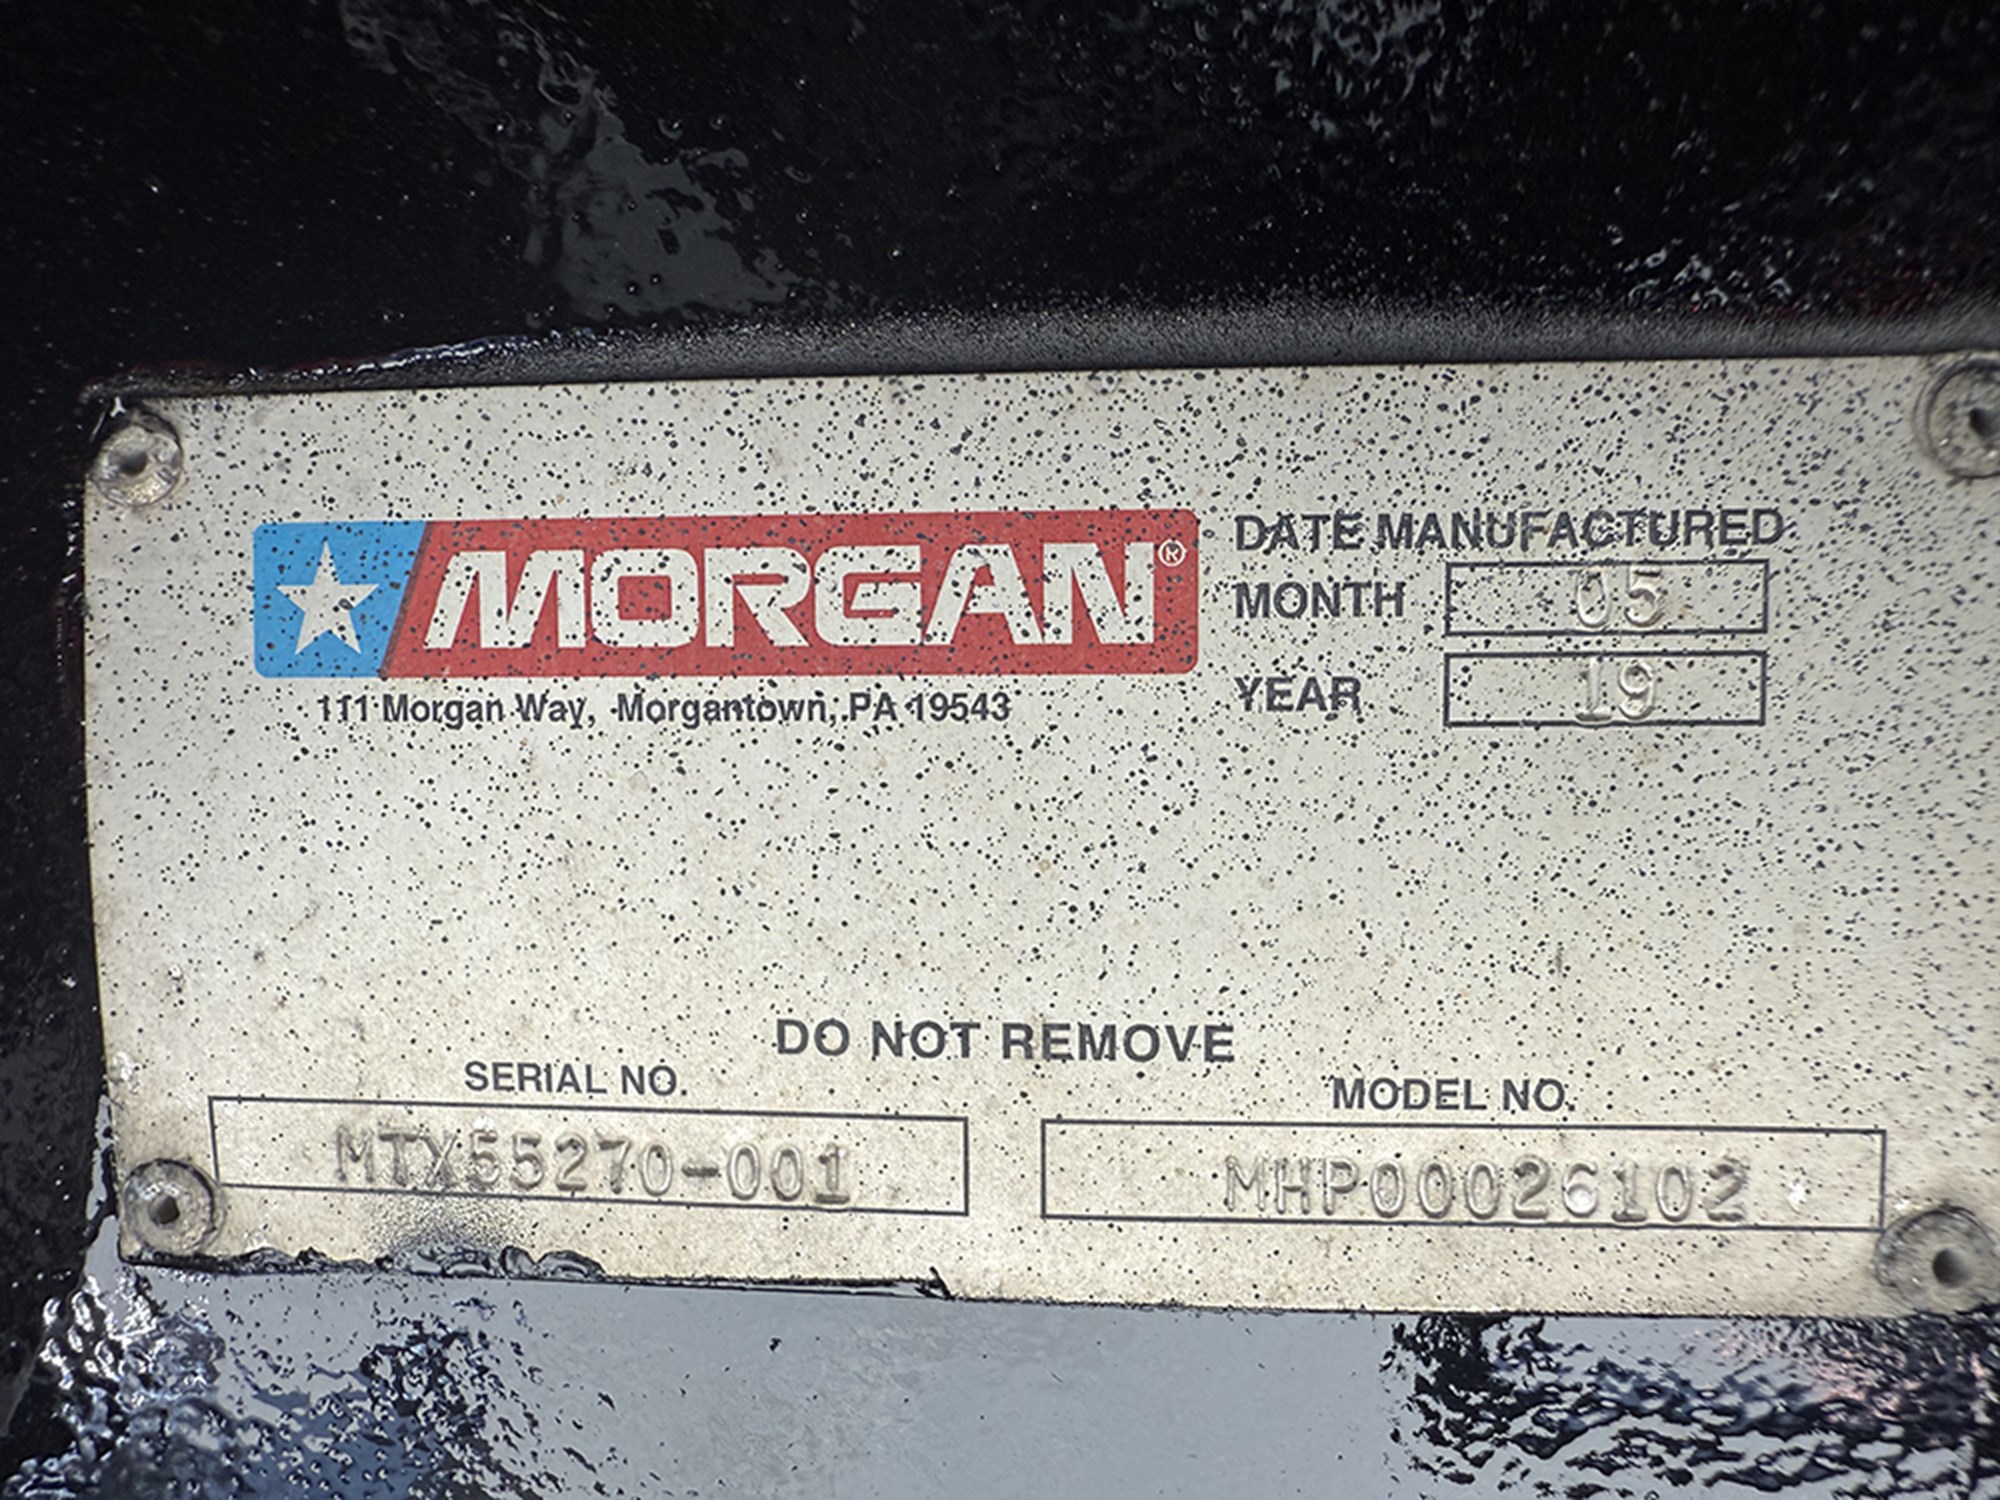 MORGAN®
111 Morgan Way, Morgantown, PA 19543
DATE MANUFACTURED
MONTH 05
YEAR 19
DO NOT REMOVE
SERIAL NO.
MTX55270-001
MODEL NO.
MHP00026102